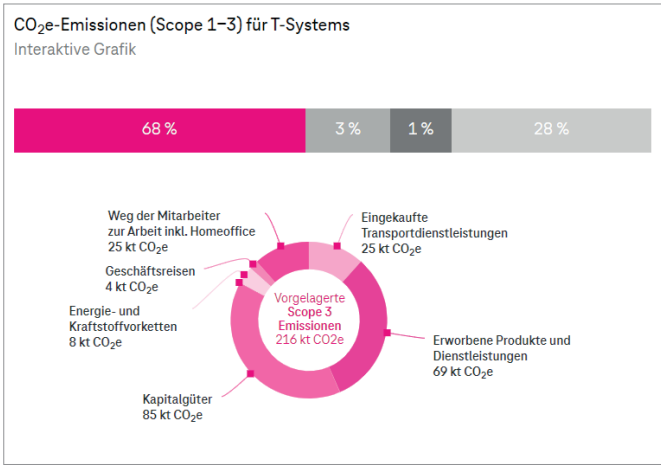 CO₂e-Emissionen (Scope 1–3) für T-Systems
Interaktive Grafik
68 %
3 %
1 %
28 %
Weg der Mitarbeiter
zur Arbeit inkl. Homeoffice
25 kt CO₂e
Eingekaufte
Transportdienstleistungen
25 kt CO₂e
Geschäftsreisen
4 kt CO₂e
Energie- und
Kraftstoffvorketten
8 kt CO₂e
Vorgelagerte
Scope 3
Emissionen
216 kt CO2e
Erworbene Produkte und
Dienstleistungen
69 kt CO₂e
Kapitalgüter
85 kt CO₂e